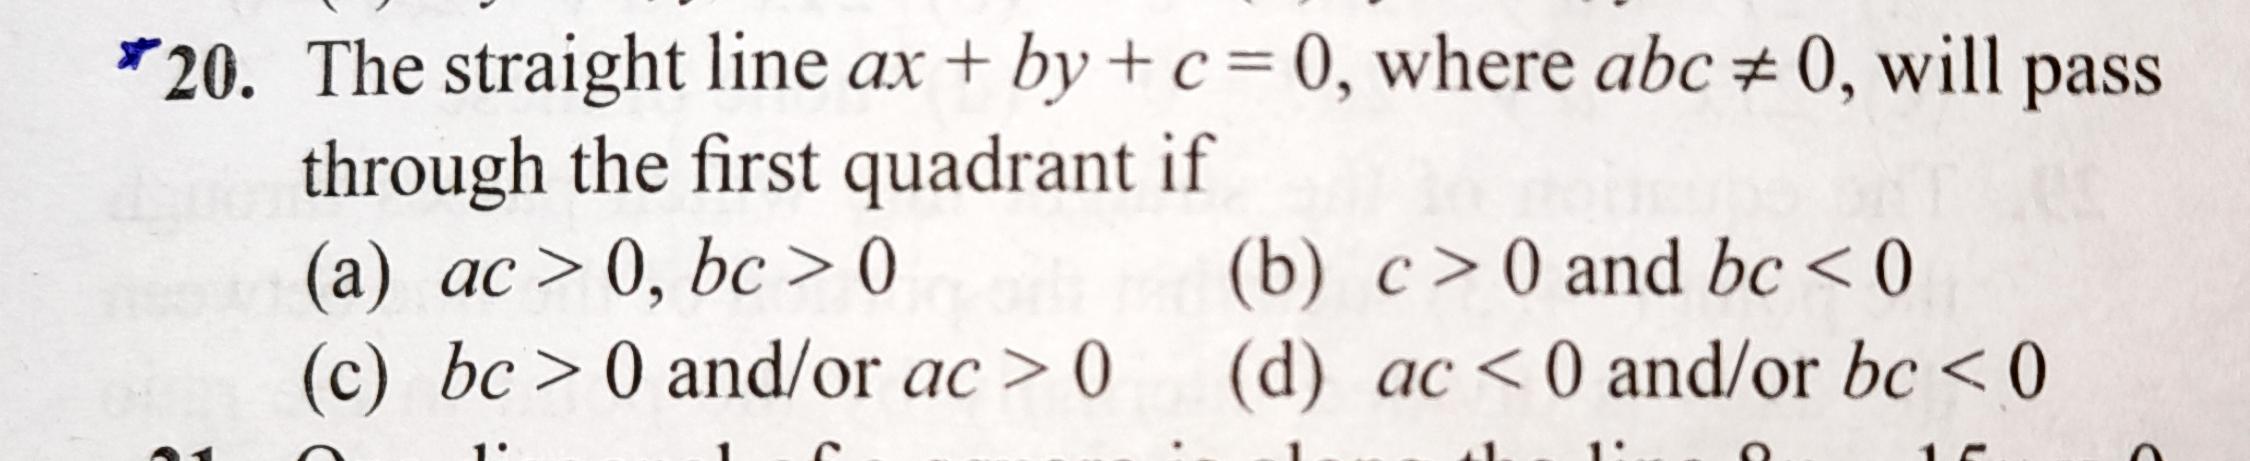 *20. The straight line ax + by + c = 0, where abc ≠ 0, will pass
through the first quadrant if
(a) ac > 0, bc > 0 (b) c > 0 and bc < 0
(c) bc > 0 and/or ac > 0 (d) ac < 0 and/or bc < 0